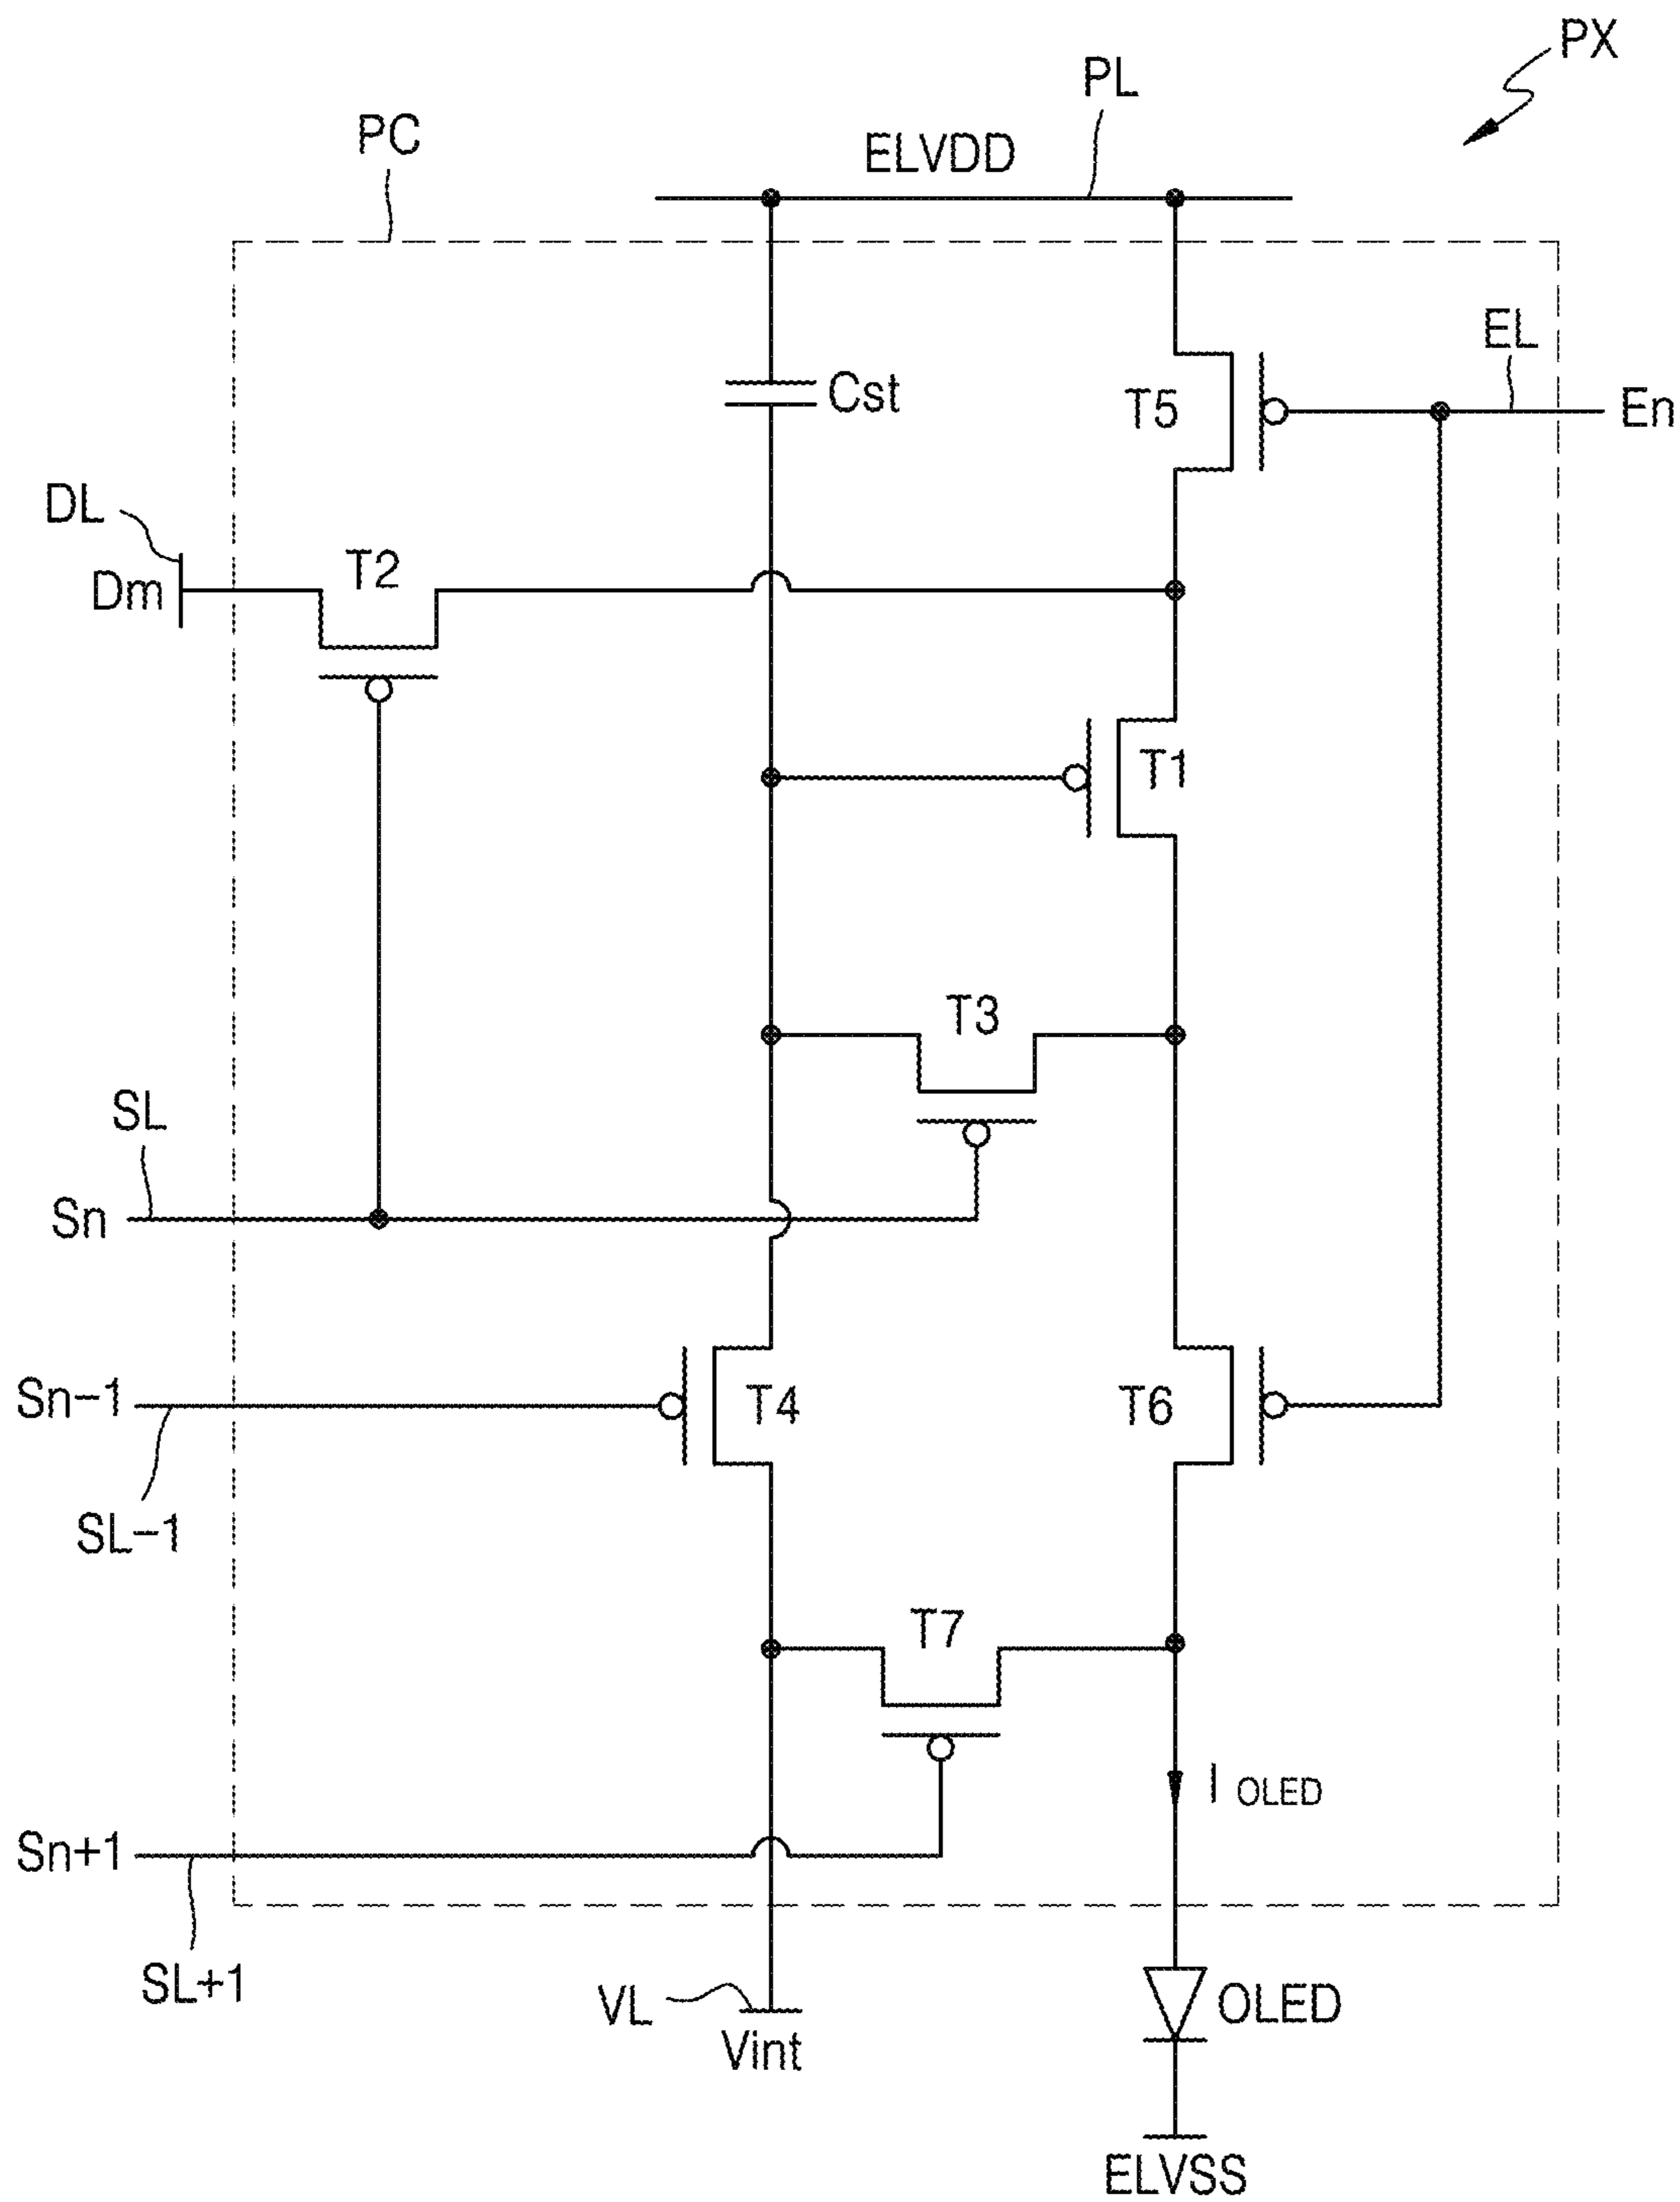 PX
PL
PC
ELVDD
EL
Cst
T5
En
DL
T2
Dm
T1
T3
SL
Sn
Sn-1
T4
T6
SL-1
T7
I OLED
Sn+1
SL+1
VL
OLED
Vint
ELVSS